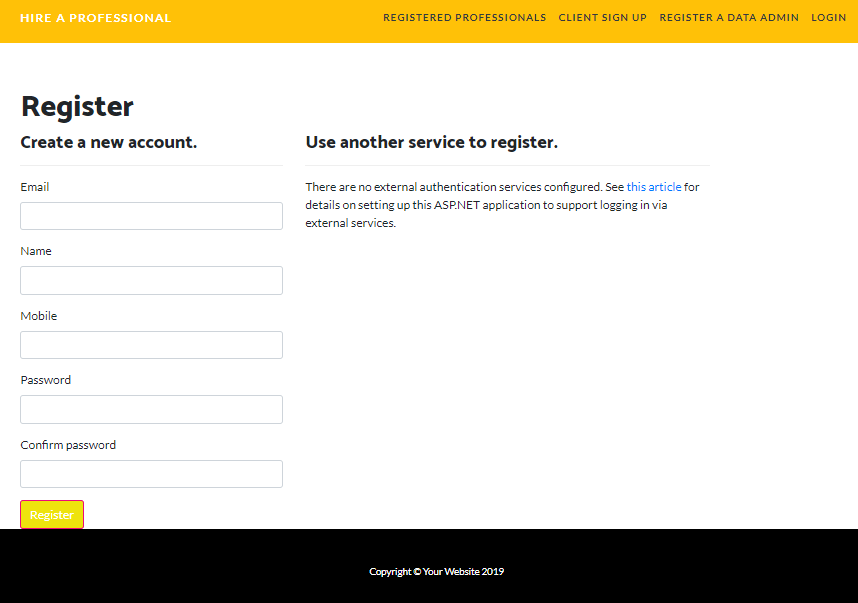 HIRE A PROFESSIONAL
REGISTERED PROFESSIONALS CLIENT SIGN UP REGISTER A DATA ADMIN LOGIN
Register
Create a new account.
Email
Name
Mobile
Password
Confirm password
Register
Use another service to register.
There are no external authentication services configured. See this article for
details on setting up this ASP.NET application to support logging in via
external services.
Copyright © Your Website 2019